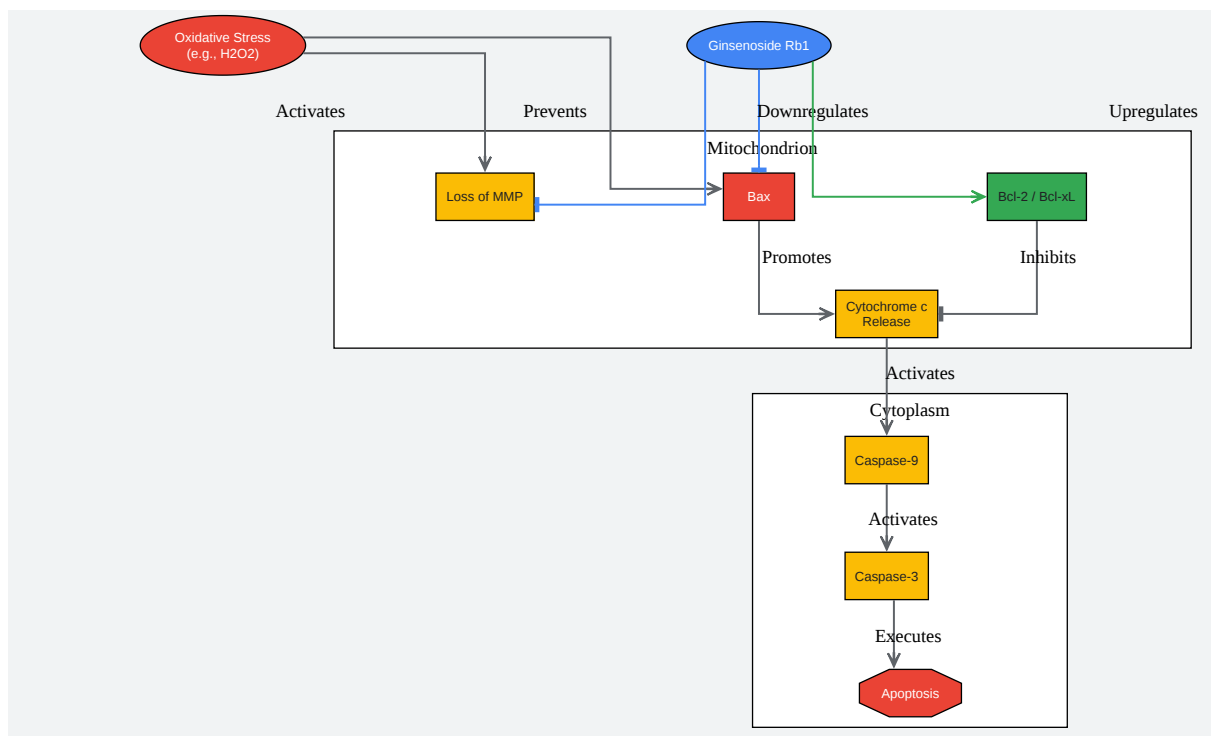 Oxidative Stress
(e.g., H2O2)
Ginsenoside Rb1
Activates
Prevents
Downregulates
Upregulates
Mitochondrion
Loss of MMP
Bax
Bcl-2 / Bcl-xL
Promotes
Inhibits
Cytochrome c
Release
Activates
Cytoplasm
Caspase-9
Activates
Caspase-3
Executes
Apoptosis